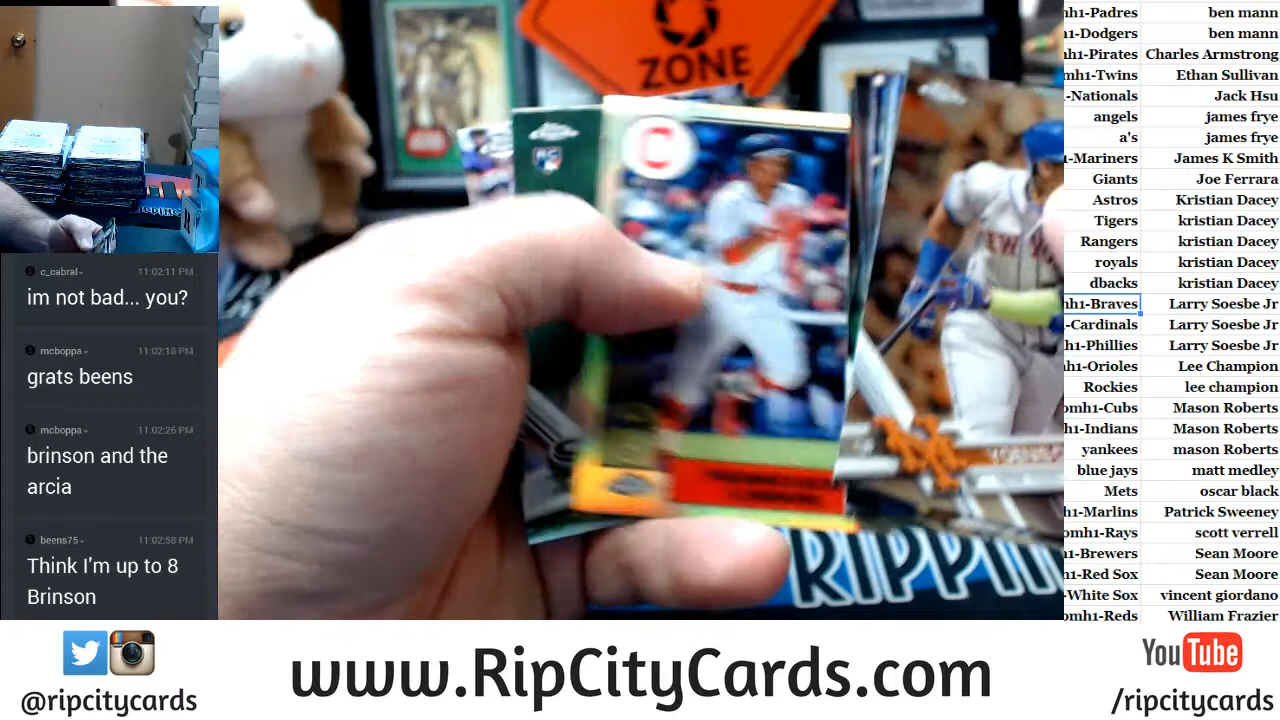 c_cabral 11:02:11 PM
im not bad... you?
mcboppa 11:02:18 PM
grats beens
mcboppa 11:02:26 PM
brinson and the
arcia
beens75 11:02:58 PM
Think I'm up to 8
Brinson
ZONE
C
RIPPIN
mh1-Padres ben mann
1-Dodgers ben mann
h1-Pirates Charles Armstrong
mh1-Twins Ethan Sullivan
-Nationals Jack Hsu
angels james frye
a's james frye
1-Mariners James K Smith
Giants Joe Ferrara
Astros Kristian Dacey
Tigers kristian Dacey
Rangers kristian Dacey
royals kristian Dacey
dbacks kristian Dacey
mh1-Braves Larry Soesbe Jr
-Cardinals Larry Soesbe Jr
h1-Phillies Larry Soesbe Jr
h1-Orioles Lee Champion
Rockies lee champion
omh1-Cubs Mason Roberts
h1-Indians Mason Roberts
yankees mason Roberts
blue jays matt medley
Mets oscar black
h1-Marlins Patrick Sweeney
omh1-Rays scott verrell
h1-Brewers Sean Moore
h1-Red Sox Sean Moore
-White Sox vincent giordano
omh1-Reds William Frazier
@ripcitycards
www.RipCityCards.com
YouTube
/ripcitycards